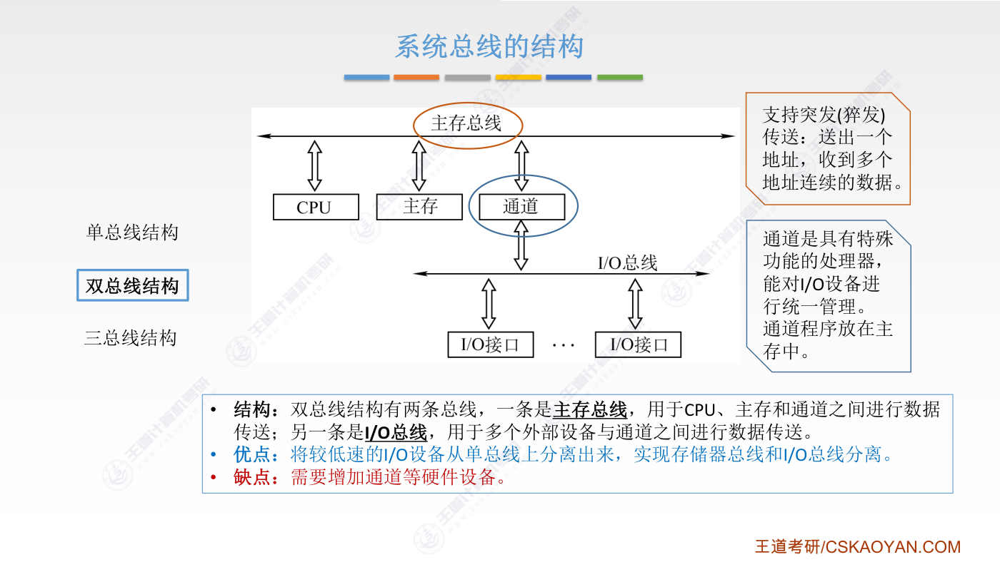 系统总线的结构
主存总线
CPU
主存
通道
I/O总线
I/O接口
···
I/O接口
支持突发(猝发)
传送：送出一个
地址，收到多个
地址连续的数据。
通道是具有特殊
功能的处理器，
能对I/O设备进
行统一管理。
通道程序放在主
存中。
单总线结构
双总线结构
三总线结构
• 结构：双总线结构有两条总线，一条是主存总线，用于CPU、主存和通道之间进行数据
传送；另一条是I/O总线，用于多个外部设备与通道之间进行数据传送。
• 优点：将较低速的I/O设备从单总线上分离出来，实现存储器总线和I/O总线分离。
• 缺点：需要增加通道等硬件设备。
王道考研/CSKAOYAN.COM
王道计算机考研